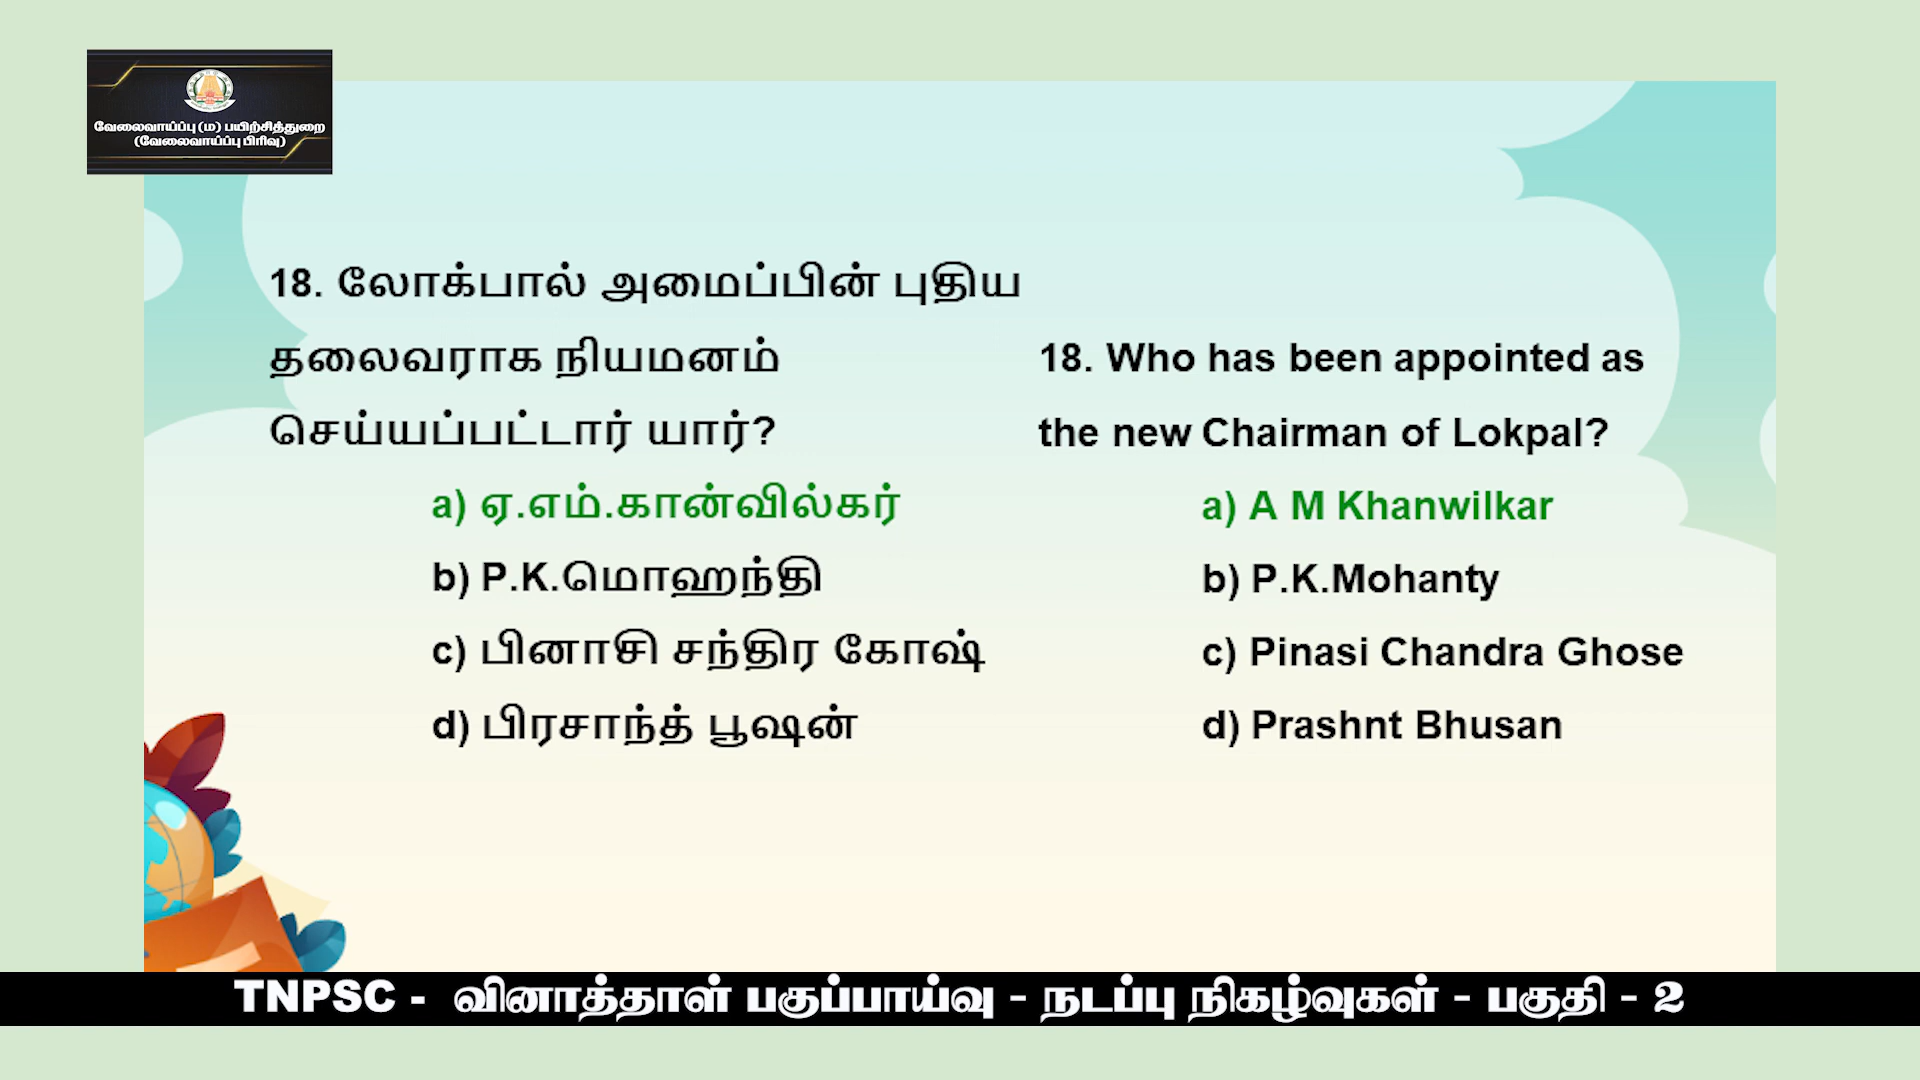 வேலைவாய்ப்பு (ம) பயிற்சித்துறை
(வேலைவாய்ப்பு பிரிவு)
18. லோக்பால் அமைப்பின் புதிய
தலைவராக நியமனம்
செய்யப்பட்டார் யார்?
a) ஏ.எம்.கான்வில்கர்
b) P.K.மொஹந்தி
c) பினாசி சந்திர கோஷ்
d) பிரசாந்த் பூஷன்
18. Who has been appointed as
the new Chairman of Lokpal?
a) A M Khanwilkar
b) P.K.Mohanty
c) Pinasi Chandra Ghose
d) Prashnt Bhusan
TNPSC - வினாத்தாள் பகுப்பாய்வு - நடப்பு நிகழ்வுகள் - பகுதி - 2